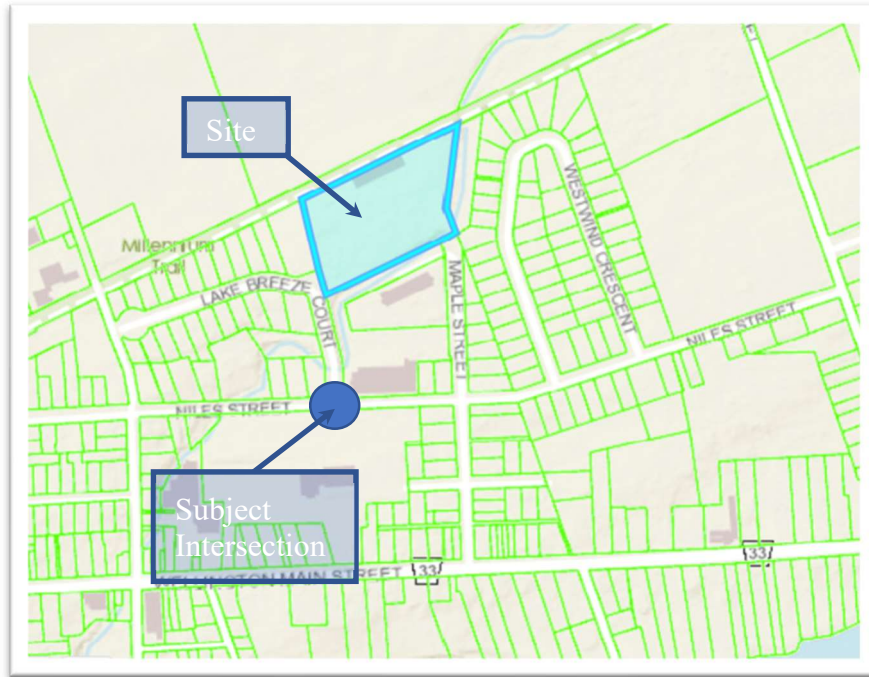 ET
Site
Millennium
Trail
LAKE BREEZE
COURT
MAPLE STREET
WESTWIND CRESCENT
NILES STREET
NILES STREET
Subject
Intersection
33
WELLINGTON MAIN STREET
33